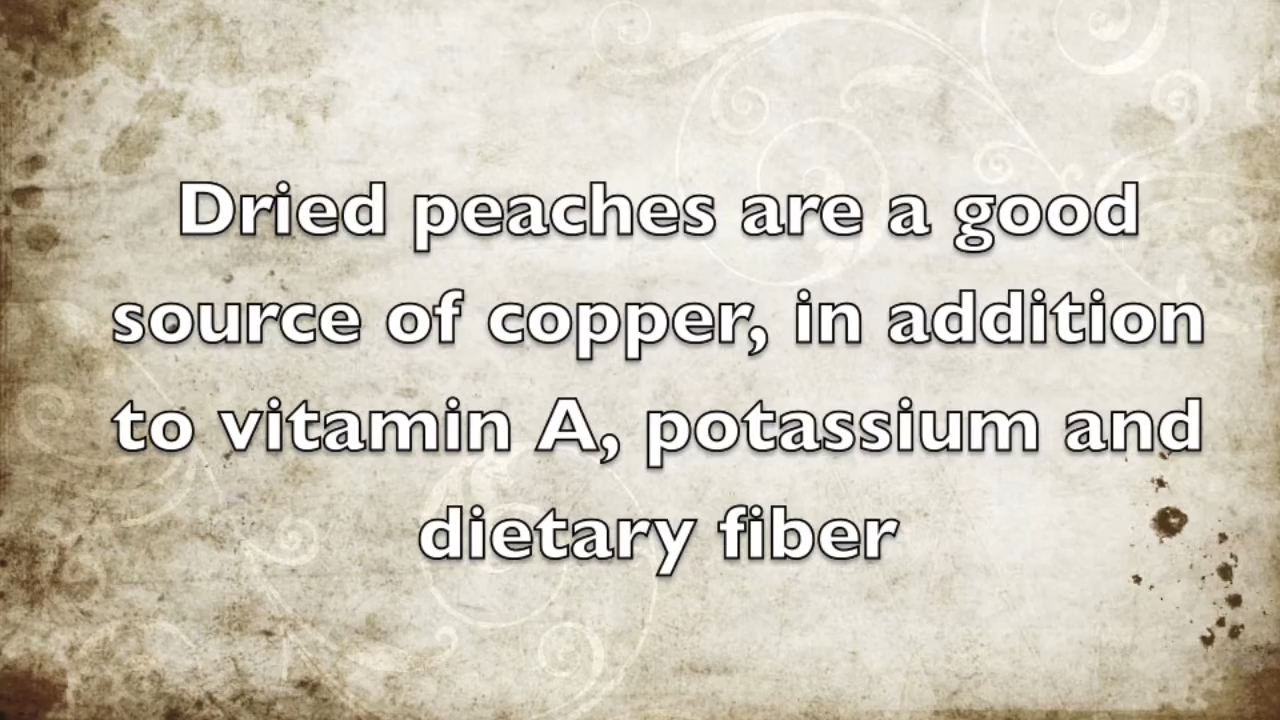 Dried peaches are a good
source of copper, in addition
to vitamin A, potassium and
dietary fiber